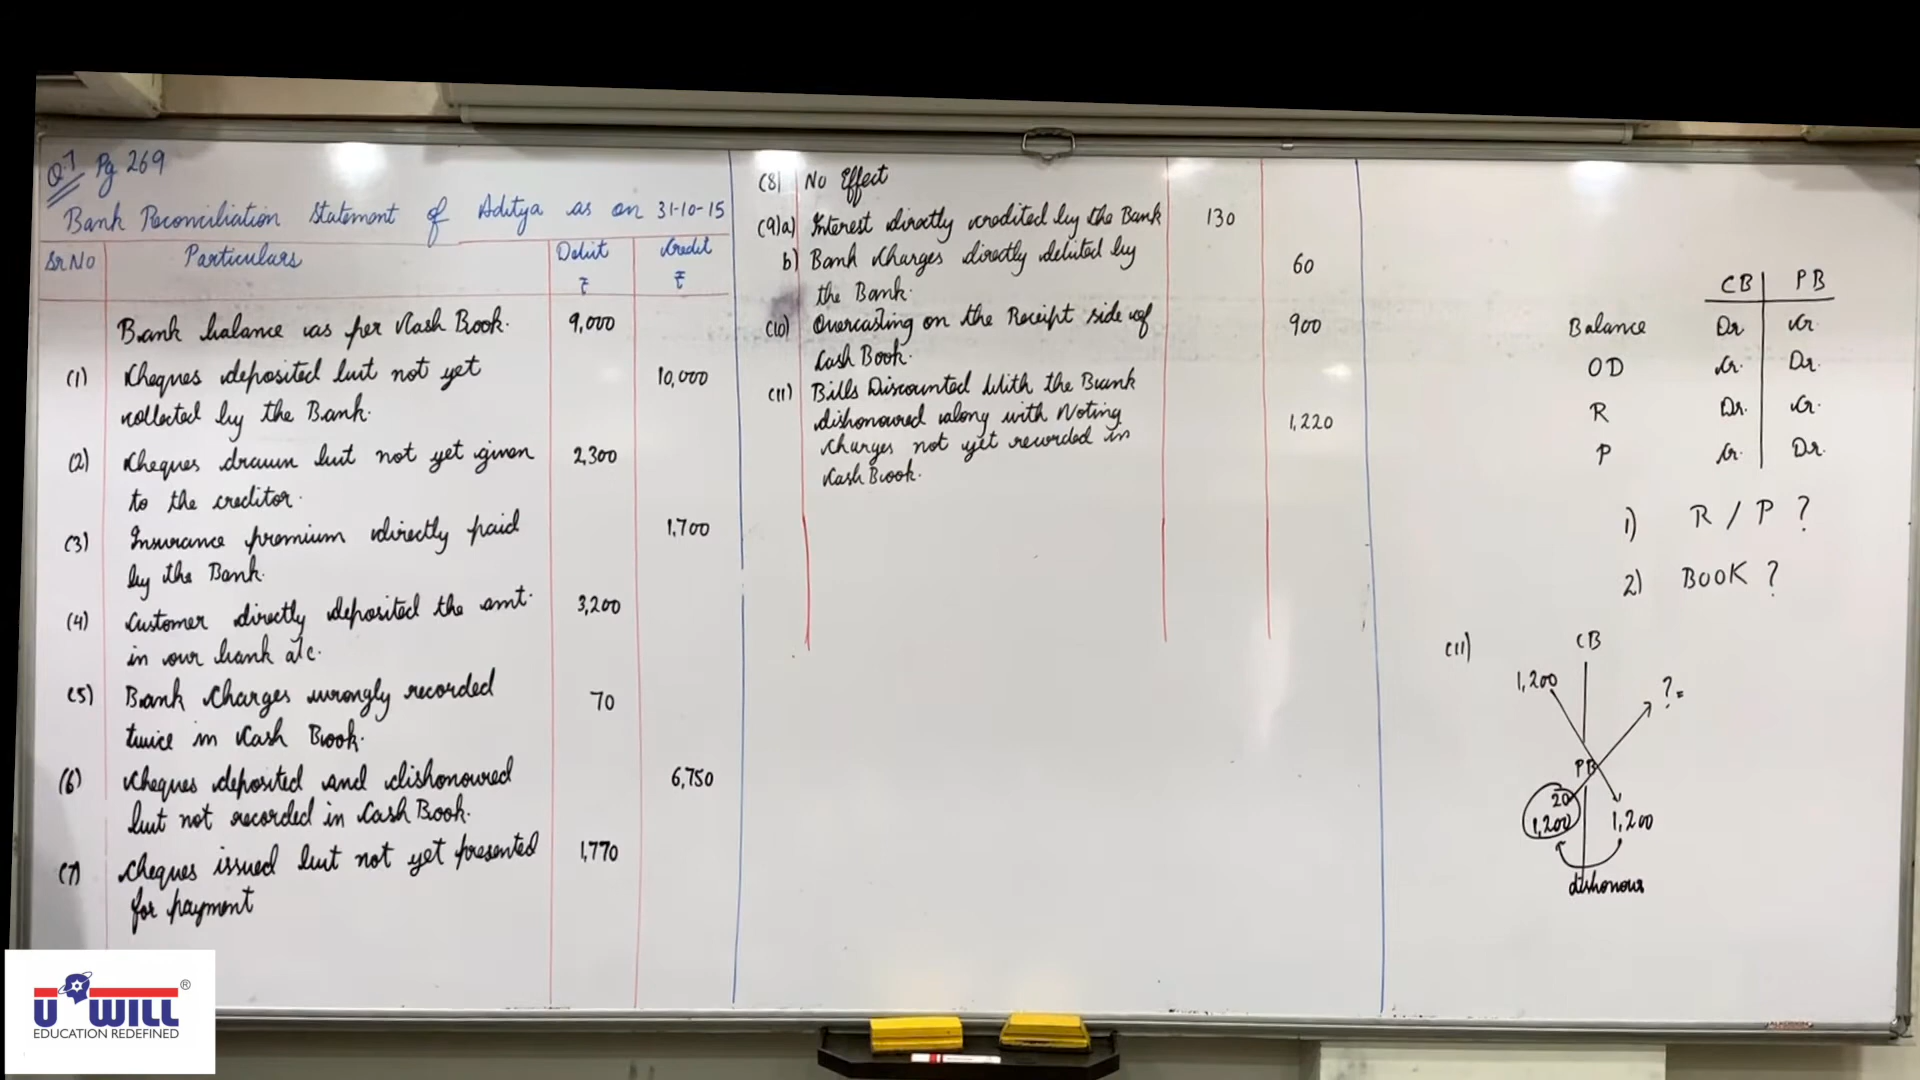 Q.7 Pg 269
Bank Reconciliation Statement of Aditya as on 31-10-15
Sr No Particulars Debit ₹ Credit ₹
Bank balance as per Cash Book. 9,000
(1) Cheques deposited but not yet 10,000
collected by the Bank.
(2) Cheques drawn but not yet given 2,300
to the creditor.
(3) Insurance premium directly paid 1,700
by the Bank.
(4) Customer directly deposited the amt. 3,200
in our bank a/c.
(5) Bank Charges wrongly recorded 70
twice in Cash Book.
(6) Cheques deposited and dishonoured 6,750
but not recorded in Cash Book.
(7) Cheques issued but not yet presented 1,770
for payment
(8) No Effect
(9)a) Interest directly credited by the Bank 130
b) Bank Charges directly debited by 60
the Bank.
(10) Overcasting on the Receipt side of 900
Cash Book.
(11) Bills Discounted with the Bank
dishonoured along with Noting 1,220
Charges not yet recorded in
Cash Book.
CB PB
Balance Dr Cr
OD Cr. Dr.
R Dr. Cr.
P Cr. Dr.
1) R / P ?
2) BOOK ?
(11) CB
1,200 ?
PB
20
1,200 1,200
dishonour
U WILL ®
EDUCATION REDEFINED